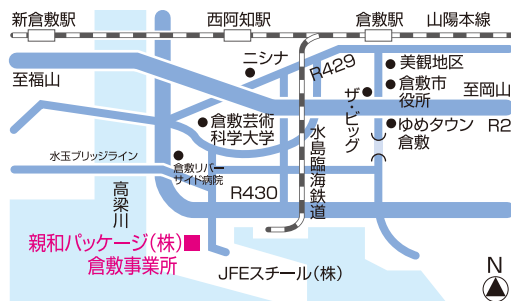 新倉敷駅
西阿知駅
倉敷駅
山陽本線
ニシナ
R429
美観地区
至福山
倉敷市
役所
至岡山
ザ・ビッグ
倉敷芸術
科学大学
ゆめタウン
倉敷
R2
水島臨海鉄道
水玉ブリッジライン
倉敷リバー
サイド病院
高梁川
R430
親和パッケージ(株)
倉敷事業所
JFEスチール(株)
N